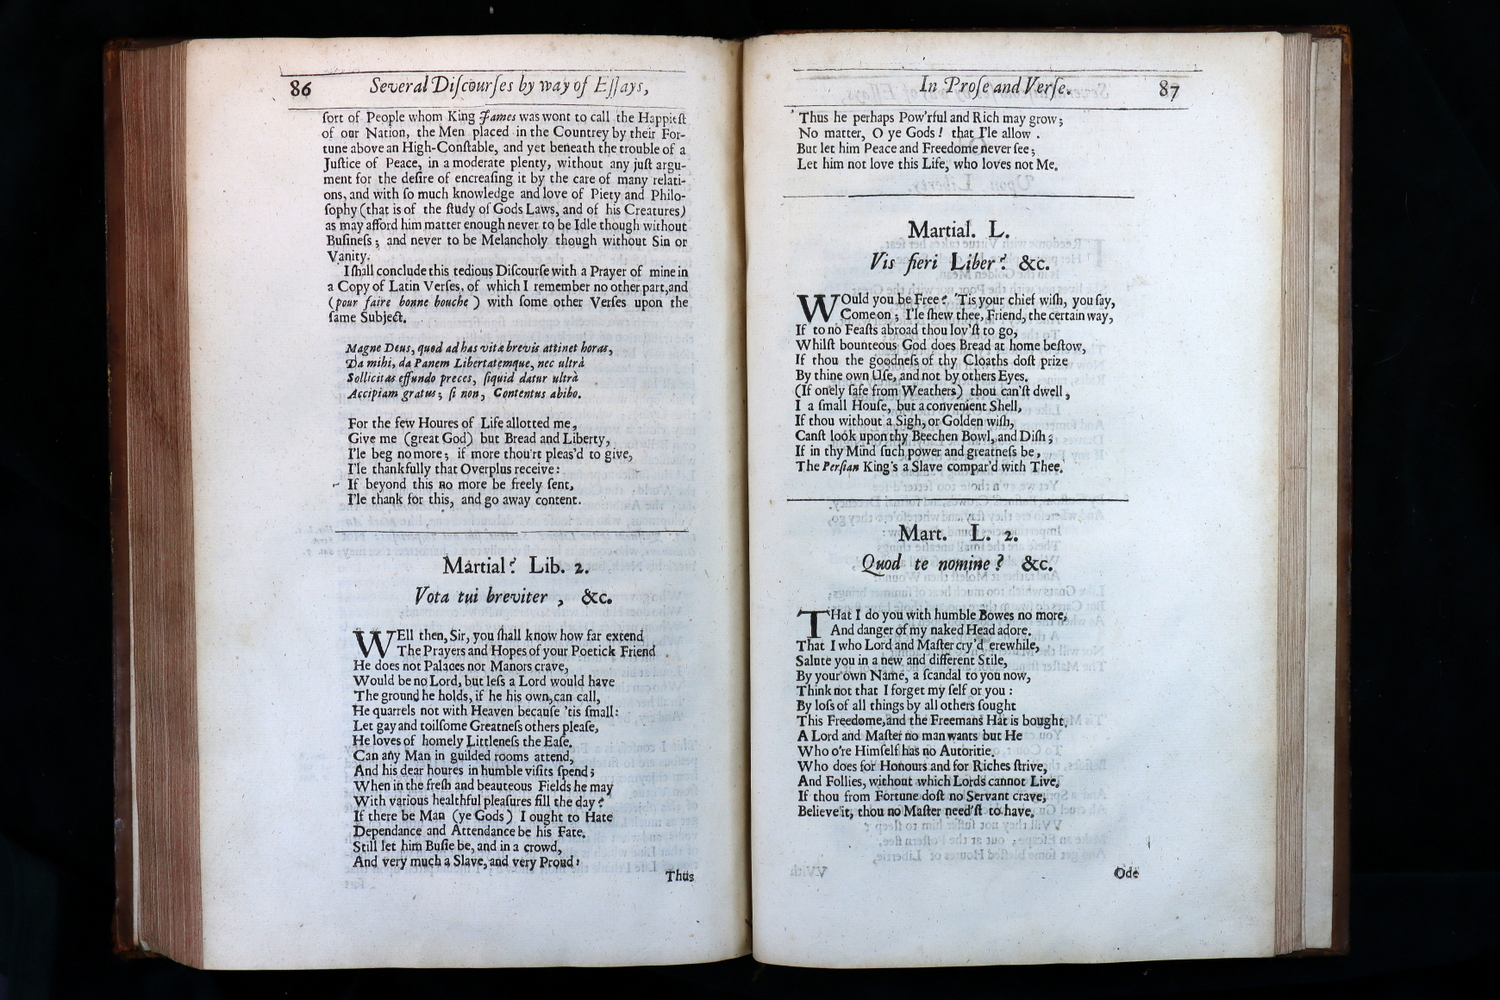 86 Several Diſcourſes by way of Eſſays,
ſort of People whom King James was wont to call the Happieſt
of our Nation, the Men placed in the Countrey by their For-
tune above an High-Conſtable, and yet beneath the trouble of a
Juſtice of Peace, in a moderate plenty, without any juſt argu-
ment for the deſire of encreaſing it by the care of many relati-
ons, and with ſo much knowledge and love of Piety and Philo-
ſophy (that is of the ſtudy of Gods Laws, and of his Creatures)
as may afford him matter enough never to be Idle though without
Buſineſs; and never to be Melancholy though without Sin or
Vanity.
I ſhall conclude this tedious Diſcourſe with a Prayer of mine in
a Copy of Latin Verſes, of which I remember no other part, and
(pour faire bonne bouche) with ſome other Verſes upon the
ſame Subject.
Magne Deus, quod ad has vitæ brevis attinet horas,
Da mihi, da Panem Libertatemque, nec ultrà
Sollicitas effundo preces, ſiquid datur ultrà
Accipiam gratus; ſi non, Contentus abibo.
For the few Houres of Life allotted me,
Give me (great God) but Bread and Liberty,
I'le beg no more; if more thou'rt pleas'd to give,
I'le thankfully that Overplus receive:
If beyond this no more be freely ſent,
I'le thank for this, and go away content.
Martial? Lib. 2.
Vota tui breviter, &c.
WEll then, Sir, you ſhall know how far extend
The Prayers and Hopes of your Poetick Friend
He does not Palaces nor Manors crave,
Would be no Lord, but leſs a Lord would have
The ground he holds, if he his own, can call,
He quarrels not with Heaven becauſe 'tis ſmall:
Let gay and toilſome Greatneſs others pleaſe,
He loves of homely Littleneſs the Eaſe.
Can any Man in guilded rooms attend,
And his dear houres in humble viſits ſpend;
When in the freſh and beauteous Fields he may
With various healthful pleaſures fill the day?
If there be Man (ye Gods) I ought to Hate
Dependance and Attendance be his Fate.
Still let him Buſie be, and in a crowd,
And very much a Slave, and very Proud:
Thus
In Proſe and Verſe. 87
Thus he perhaps Pow'rful and Rich may grow;
No matter, O ye Gods! that I'le allow.
But let him Peace and Freedome never ſee;
Let him not love this Life, who loves not Me.
Martial. L.
Vis fieri Liber? &c.
WOuld you be Free? 'Tis your chief wiſh, you ſay,
Come on; I'le ſhew thee, Friend, the certain way,
If to no Feaſts abroad thou lov'ſt to go,
Whilſt bounteous God does Bread at home beſtow,
If thou the goodneſs of thy Cloaths doſt prize
By thine own Uſe, and not by others Eyes.
(If onely ſafe from Weathers) thou can'ſt dwell,
I a ſmall Houſe, but a convenient Shell,
If thou without a Sigh, or Golden wiſh,
Canſt look upon thy Beechen Bowl, and Diſh;
If in thy Mind ſuch power and greatneſs be,
The Perſian King's a Slave compar'd with Thee.
Mart. L. 2.
Quod te nomine? &c.
THat I do you with humble Bowes no more,
And danger of my naked Head adore.
That I who Lord and Maſter cry'd erewhile,
Salute you in a new and different Stile,
By your own Name, a ſcandal to you now,
Think not that I forget my ſelf or you:
By loſs of all things by all others ſought
This Freedome, and the Freemans Hat is bought.
A Lord and Maſter no man wants but He
Who o're Himſelf has no Autoritie.
Who does for Honours and for Riches ſtrive,
And Follies, without which Lords cannot Live,
If thou from Fortune doſt no Servant crave,
Believe it, thou no Maſter need'ſt to have.
Ode